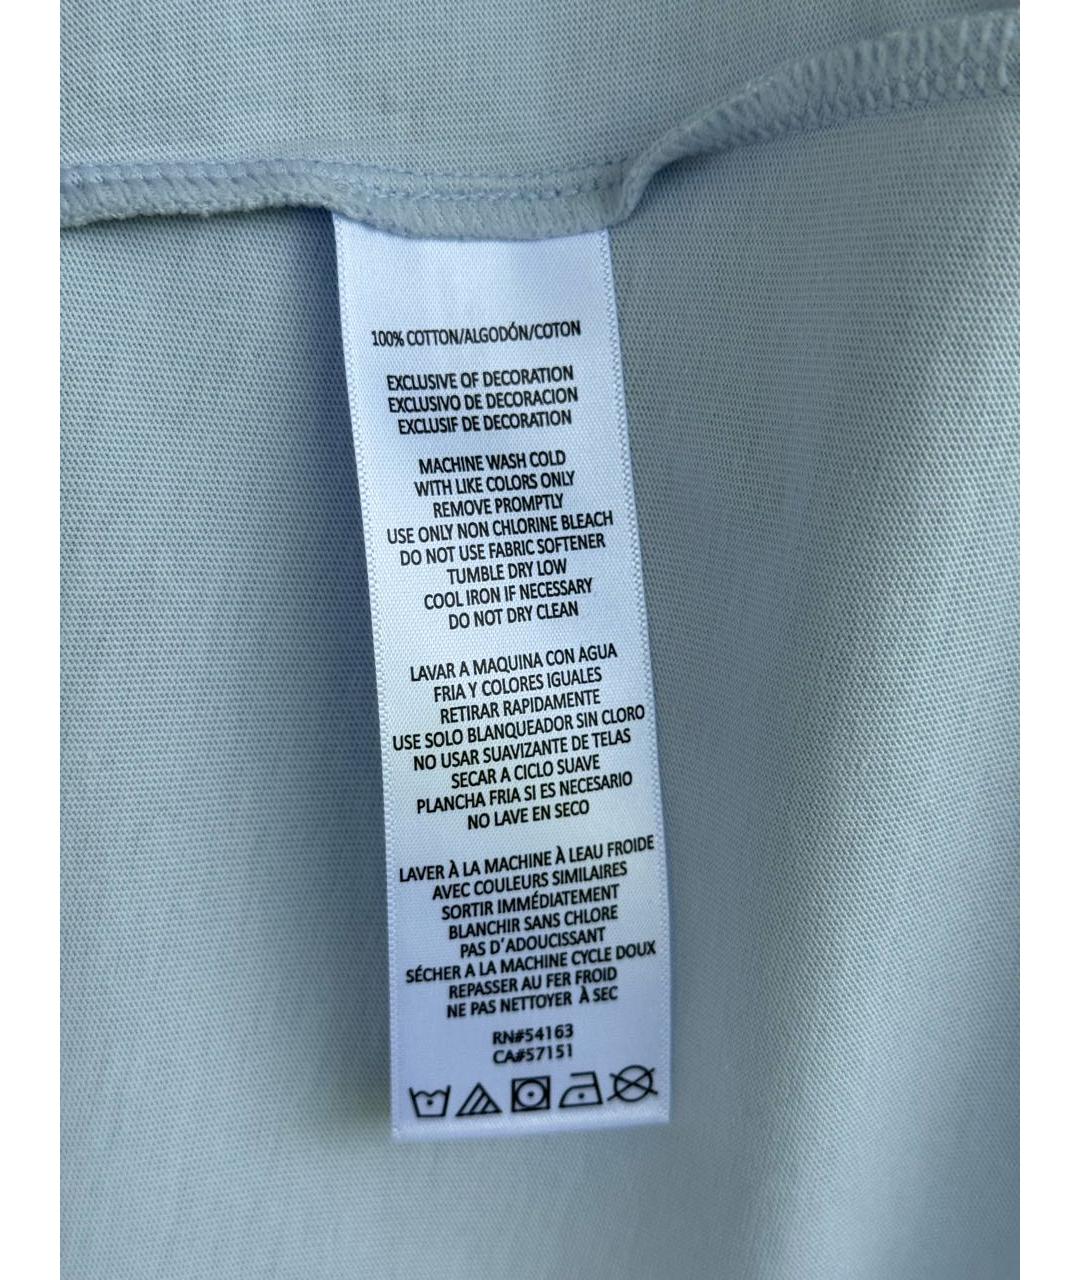 100% COTTON/ALGODÓN/COTON
EXCLUSIVE OF DECORATION
EXCLUSIVO DE DECORACION
EXCLUSIF DE DECORATION
MACHINE WASH COLD
WITH LIKE COLORS ONLY
REMOVE PROMPTLY
USE ONLY NON CHLORINE BLEACH
DO NOT USE FABRIC SOFTENER
TUMBLE DRY LOW
COOL IRON IF NECESSARY
DO NOT DRY CLEAN
LAVAR A MAQUINA CON AGUA
FRIA Y COLORES IGUALES
RETIRAR RAPIDAMENTE
USE SOLO BLANQUEADOR SIN CLORO
NO USAR SUAVIZANTE DE TELAS
SECAR A CICLO SUAVE
PLANCHA FRIA SI ES NECESARIO
NO LAVE EN SECO
LAVER À LA MACHINE À LEAU FROIDE
AVEC COULEURS SIMILAIRES
SORTIR IMMÉDIATEMENT
BLANCHIR SANS CHLORE
PAS D'ADOUCISSANT
SÉCHER A LA MACHINE CYCLE DOUX
REPASSER AU FER FROID
NE PAS NETTOYER À SEC
RN#54163
CA#57151